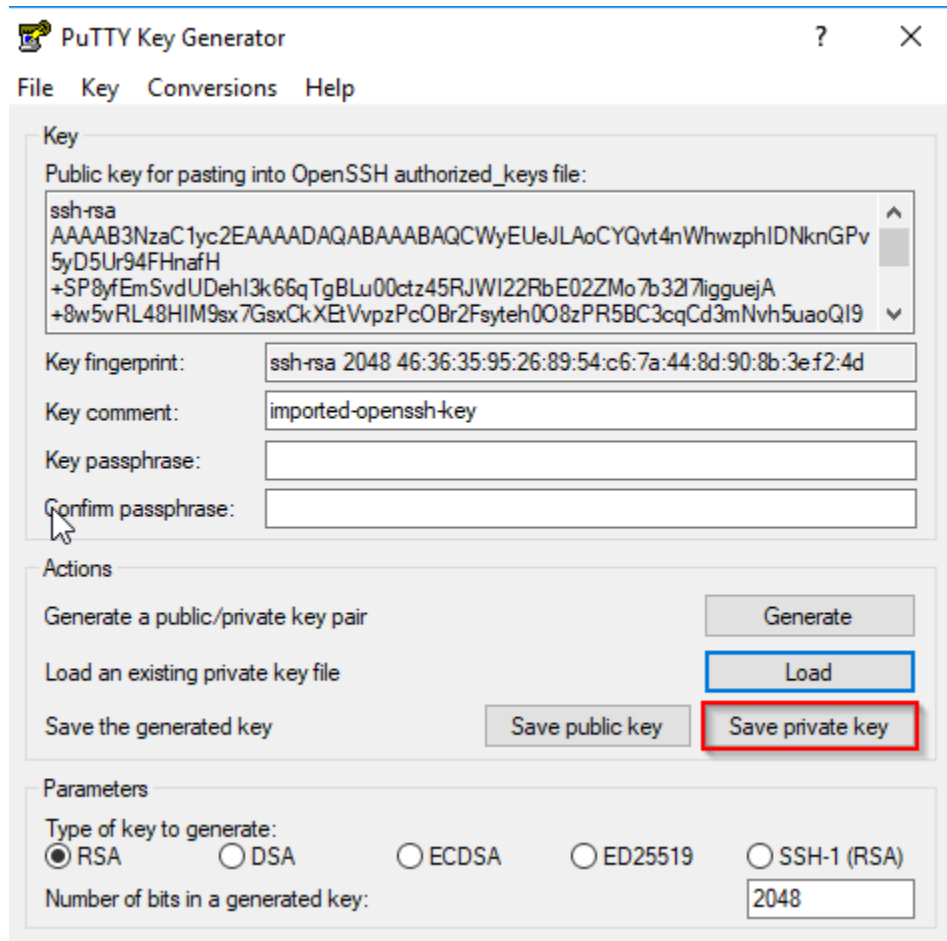 PuTTY Key Generator ?
File Key Conversions Help
Key
Public key for pasting into OpenSSH authorized_keys file:
ssh-rsa
AAAAB3NzaC1yc2EAAAADAQABAAABAQCWyEUeJLAoCYQvt4nWhwzphIDNknGPv
5yD5Ur94FHnafH
+SP8yfEmSvdUDehI3k66qTgBLu00ctz45RJWI22RbE02ZMo7b32I7ligguejA
+8w5vRL48HIM9sx7GsxCkXEtVvpzPcOBr2Fsyteh0O8zPR5BC3cqCd3mNvh5uaoQI9
Key fingerprint: ssh-rsa 2048 46:36:35:95:26:89:54:c6:7a:44:8d:90:8b:3e:f2:4d
Key comment: imported-openssh-key
Key passphrase:
Confirm passphrase:
Actions
Generate a public/private key pair Generate
Load an existing private key file Load
Save the generated key Save public key Save private key
Parameters
Type of key to generate:
RSA DSA ECDSA ED25519 SSH-1 (RSA)
Number of bits in a generated key: 2048